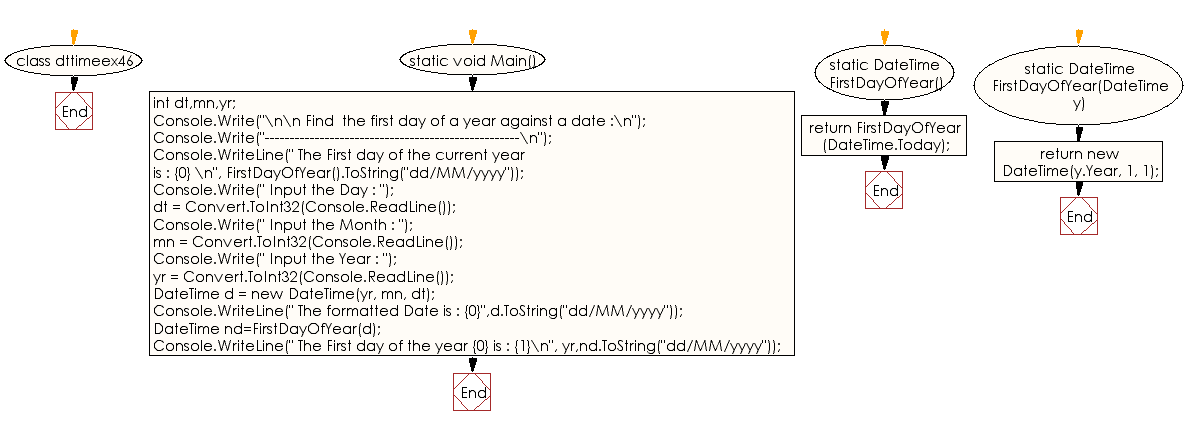 class dttimeex46
End
static void Main()
int dt,mn,yr;
Console.Write("\n\n Find  the first day of a year against a date :\n");
Console.Write("--------------------------------------------------\n");
Console.WriteLine(" The First day of the current year
is : {0} \n", FirstDayOfYear().ToString("dd/MM/yyyy"));
Console.Write(" Input the Day : ");
dt = Convert.ToInt32(Console.ReadLine());
Console.Write(" Input the Month : ");
mn = Convert.ToInt32(Console.ReadLine());
Console.Write(" Input the Year : ");
yr = Convert.ToInt32(Console.ReadLine());
DateTime d = new DateTime(yr, mn, dt);
Console.WriteLine(" The formatted Date is : {0}",d.ToString("dd/MM/yyyy"));
DateTime nd=FirstDayOfYear(d);
Console.WriteLine(" The First day of the year {0} is : {1}\n", yr,nd.ToString("dd/MM/yyyy"));
End
static DateTime
FirstDayOfYear()
return FirstDayOfYear
(DateTime.Today);
End
static DateTime
FirstDayOfYear(DateTime
y)
return new
DateTime(y.Year, 1, 1);
End